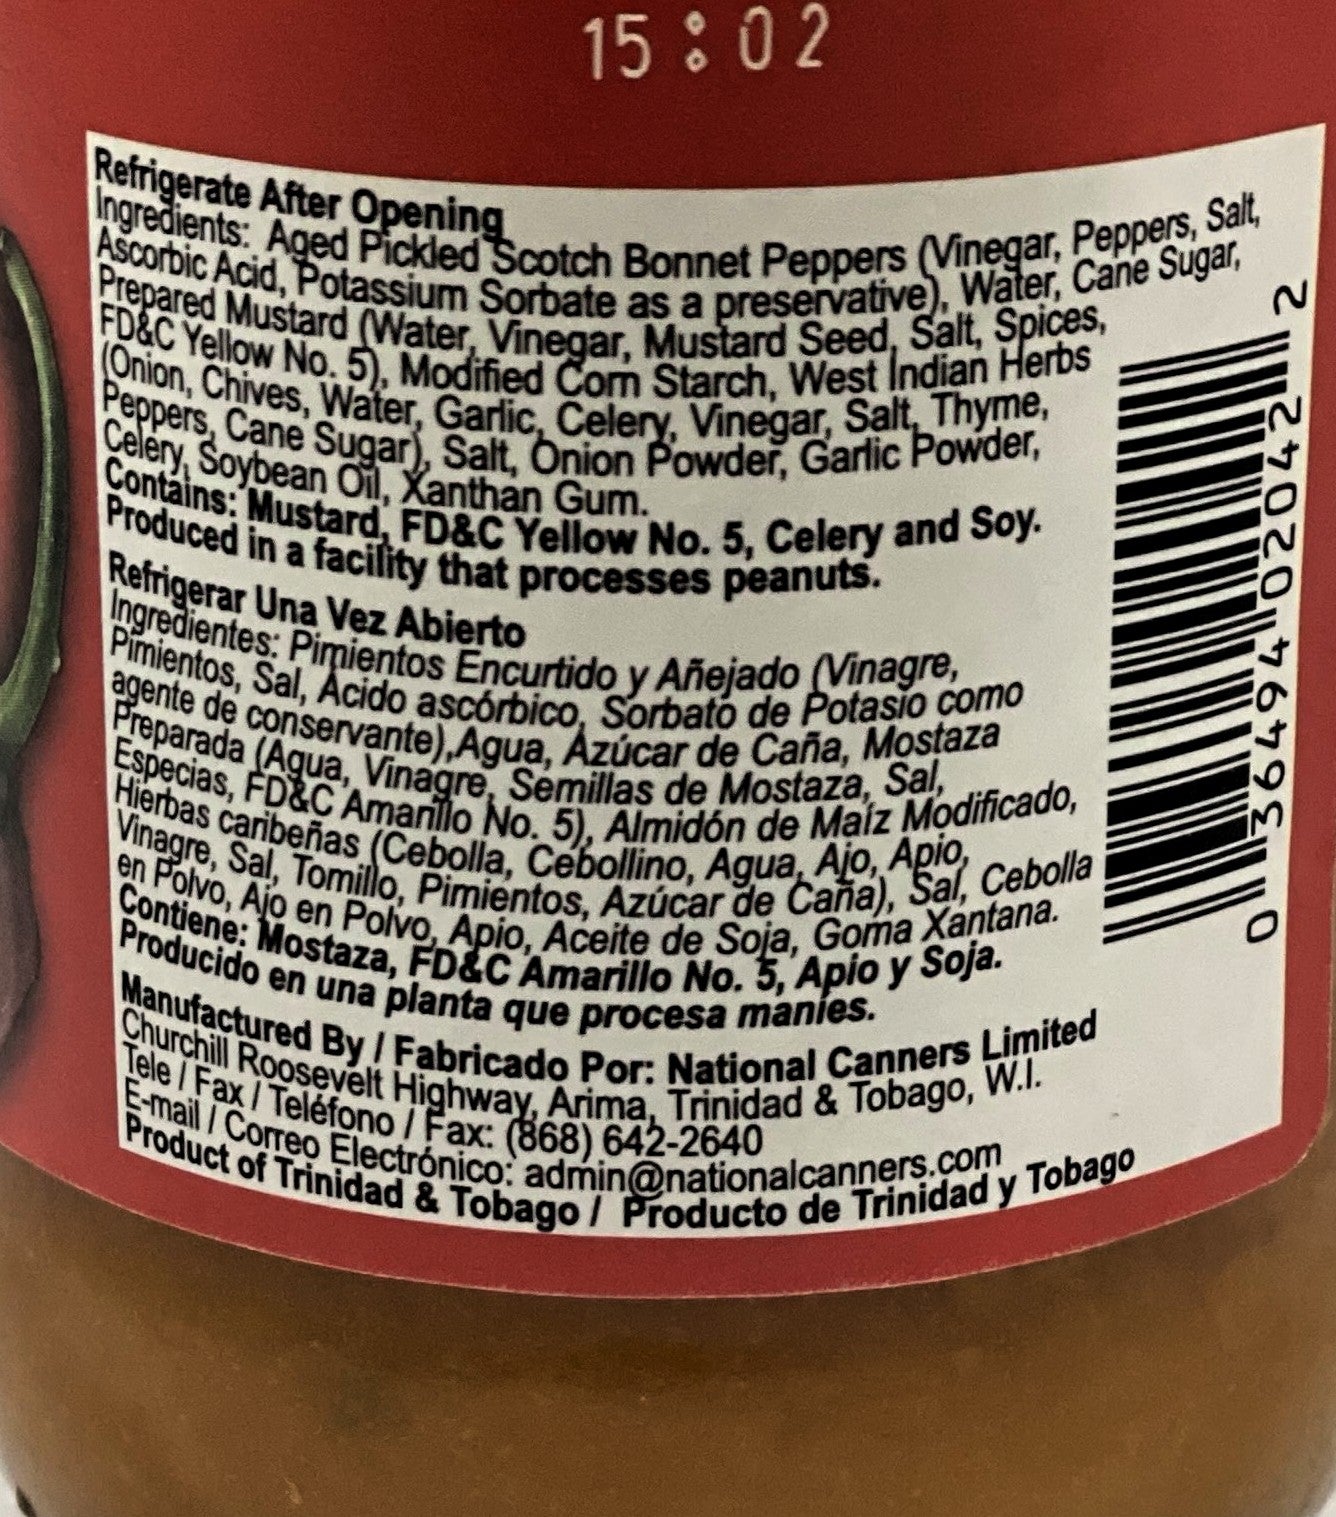 15:02
Refrigerate After Opening
Ingredients: Aged Pickled Scotch Bonnet Peppers (Vinegar, Peppers, Salt,
Ascorbic Acid, Potassium Sorbate as a preservative), Water, Cane Sugar,
Prepared Mustard (Water, Vinegar, Mustard Seed, Salt, Spices,
FD&C Yellow No. 5), Modified Corn Starch, West Indian Herbs
(Onion, Chives, Water, Garlic, Celery, Vinegar, Salt, Thyme,
Peppers, Cane Sugar), Salt, Onion Powder, Garlic Powder,
Celery, Soybean Oil, Xanthan Gum.
Contains: Mustard, FD&C Yellow No. 5, Celery and Soy.
Produced in a facility that processes peanuts.
Refrigerar Una Vez Abierto
Ingredientes: Pimientos Encurtido y Añejado (Vinagre,
Pimientos, Sal, Ácido ascórbico, Sorbato de Potasio como
agente de conservante),Agua, Azúcar de Caña, Mostaza
Preparada (Agua, Vinagre, Semillas de Mostaza, Sal,
Especias, FD&C Amarillo No. 5), Almidón de Maíz Modificado,
Hierbas caribeñas (Cebolla, Cebollino, Agua, Ajo, Apio,
Vinagre, Sal, Tomillo, Pimientos, Azúcar de Caña), Sal, Cebolla
en Polvo, Ajo en Polvo, Apio, Aceite de Soja, Goma Xantana.
Contiene: Mostaza, FD&C Amarillo No. 5, Apio y Soja.
Producido en una planta que procesa maníes.
Manufactured By / Fabricado Por: National Canners Limited
Churchill Roosevelt Highway, Arima, Trinidad & Tobago, W.I.
Tele / Fax / Teléfono / Fax: (868) 642-2640
E-mail / Correo Electrónico: admin@nationalcanners.com
Product of Trinidad & Tobago / Producto de Trinidad y Tobago
0 36494 02042 2